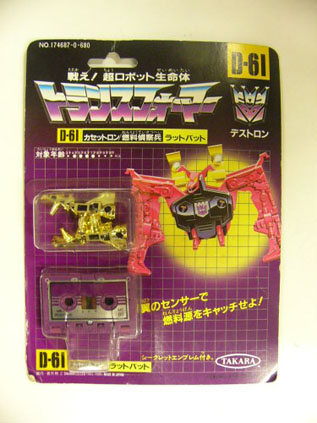 NO.174687-0-680
戦え!超ロボット生命体
トランスフォーマー
D-61
デストロン
D-61 カセットロン 燃料偵察兵 ラットバット
対象年齢
翼のセンサーで
燃料源をキャッチせよ!
シークレットエンブレム付き。
TAKARA
D-61 ラットバット